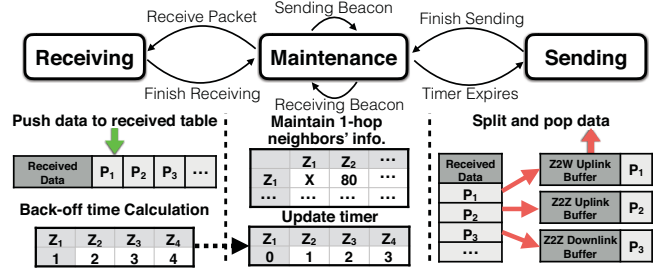 Sending Beacon
Receive Packet
Finish Sending
Receiving
Maintenance
Sending
Finish Receiving
Receiving Beacon
Timer Expires
Push data to received table
Received Data P1 P2 P3 ...
Back-off time Calculation
Z1 Z2 Z3 Z4
1 2 3 4
Maintain 1-hop
neighbors' info.
Z1 Z2 ...
Z1 X 80 ...
... ... ...
Update timer
Z1 Z2 Z3 Z4
0 1 2 3
Split and pop data
Received
Data
P1
P2
P3
...
Z2W Uplink
Buffer
P1
Z2Z Uplink
Buffer
P2
Z2Z Downlink
Buffer
P3